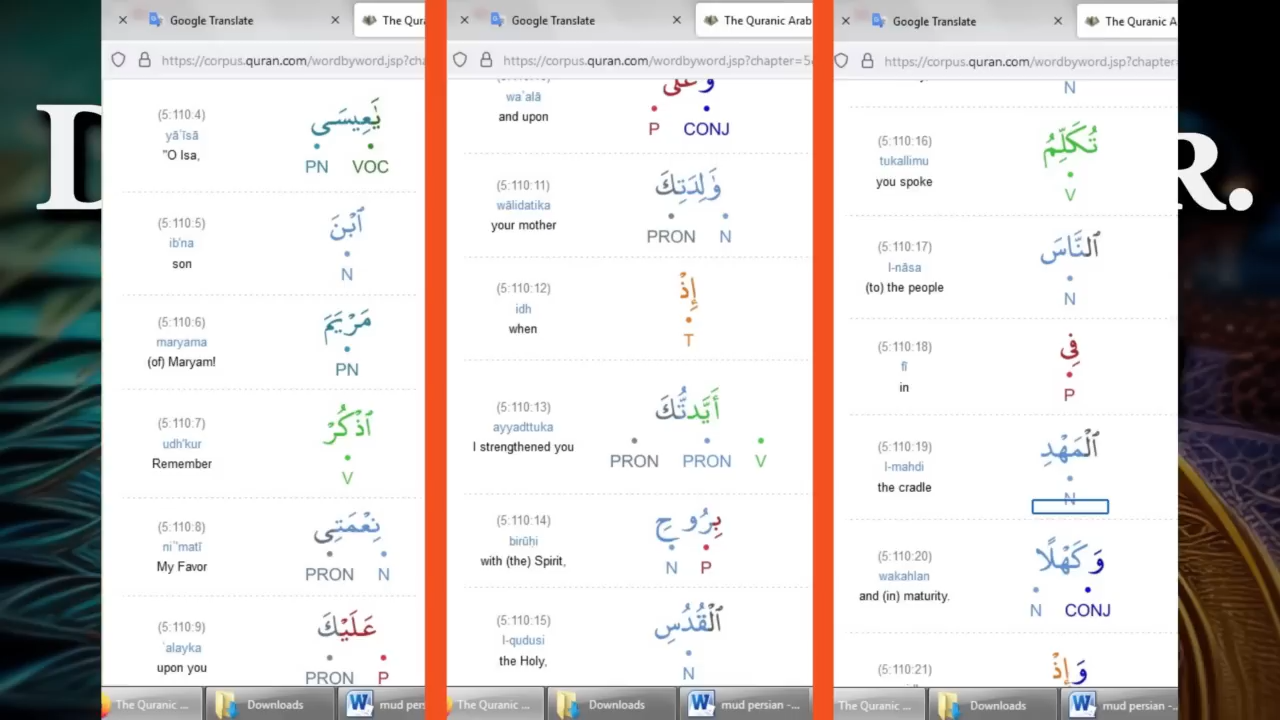 D
R.
Google Translate
The Qur
https://corpus.quran.com/wordbyword.jsp?cha
(5:110:4)
yāʿīsā
"O Isa,
يَٰعِيسَى
PN VOC
(5:110:5)
ib'na
son
ٱبْنَ
N
(5:110:6)
maryama
(of) Maryam!
مَرْيَمَ
PN
(5:110:7)
udh'kur
Remember
ٱذْكُرْ
V
(5:110:8)
niʿ'matī
My Favor
نِعْمَتِى
PRON N
(5:110:9)
ʿalayka
upon you
عَلَيْكَ
PRON P
The Quranic ...
Downloads
mud pers
Google Translate
The Quranic Arab
https://corpus.quran.com/wordbyword.jsp?chapter=5
waʿalā
and upon
وَعَلَى
P CONJ
(5:110:11)
wālidatika
your mother
وَٰلِدَتِكَ
PRON N
(5:110:12)
idh
when
إِذْ
T
(5:110:13)
ayyadttuka
I strengthened you
أَيَّدتُّكَ
PRON PRON V
(5:110:14)
birūḥi
with (the) Spirit,
بِرُوحِ
N P
(5:110:15)
l-qudusi
the Holy,
ٱلْقُدُسِ
N
The Quranic ...
Downloads
mud persian -...
Google Translate
The Quranic A
https://corpus.quran.com/wordbyword.jsp?chapter
N
(5:110:16)
tukallimu
you spoke
تُكَلِّمُ
V
(5:110:17)
l-nāsa
(to) the people
ٱلنَّاسَ
N
(5:110:18)
fī
in
فِى
P
(5:110:19)
l-mahdi
the cradle
ٱلْمَهْدِ
N
(5:110:20)
wakahlan
and (in) maturity.
وَكَهْلًا
N CONJ
(5:110:21)
وَإِذْ
The Quranic ...
Downloads
mud persian -...